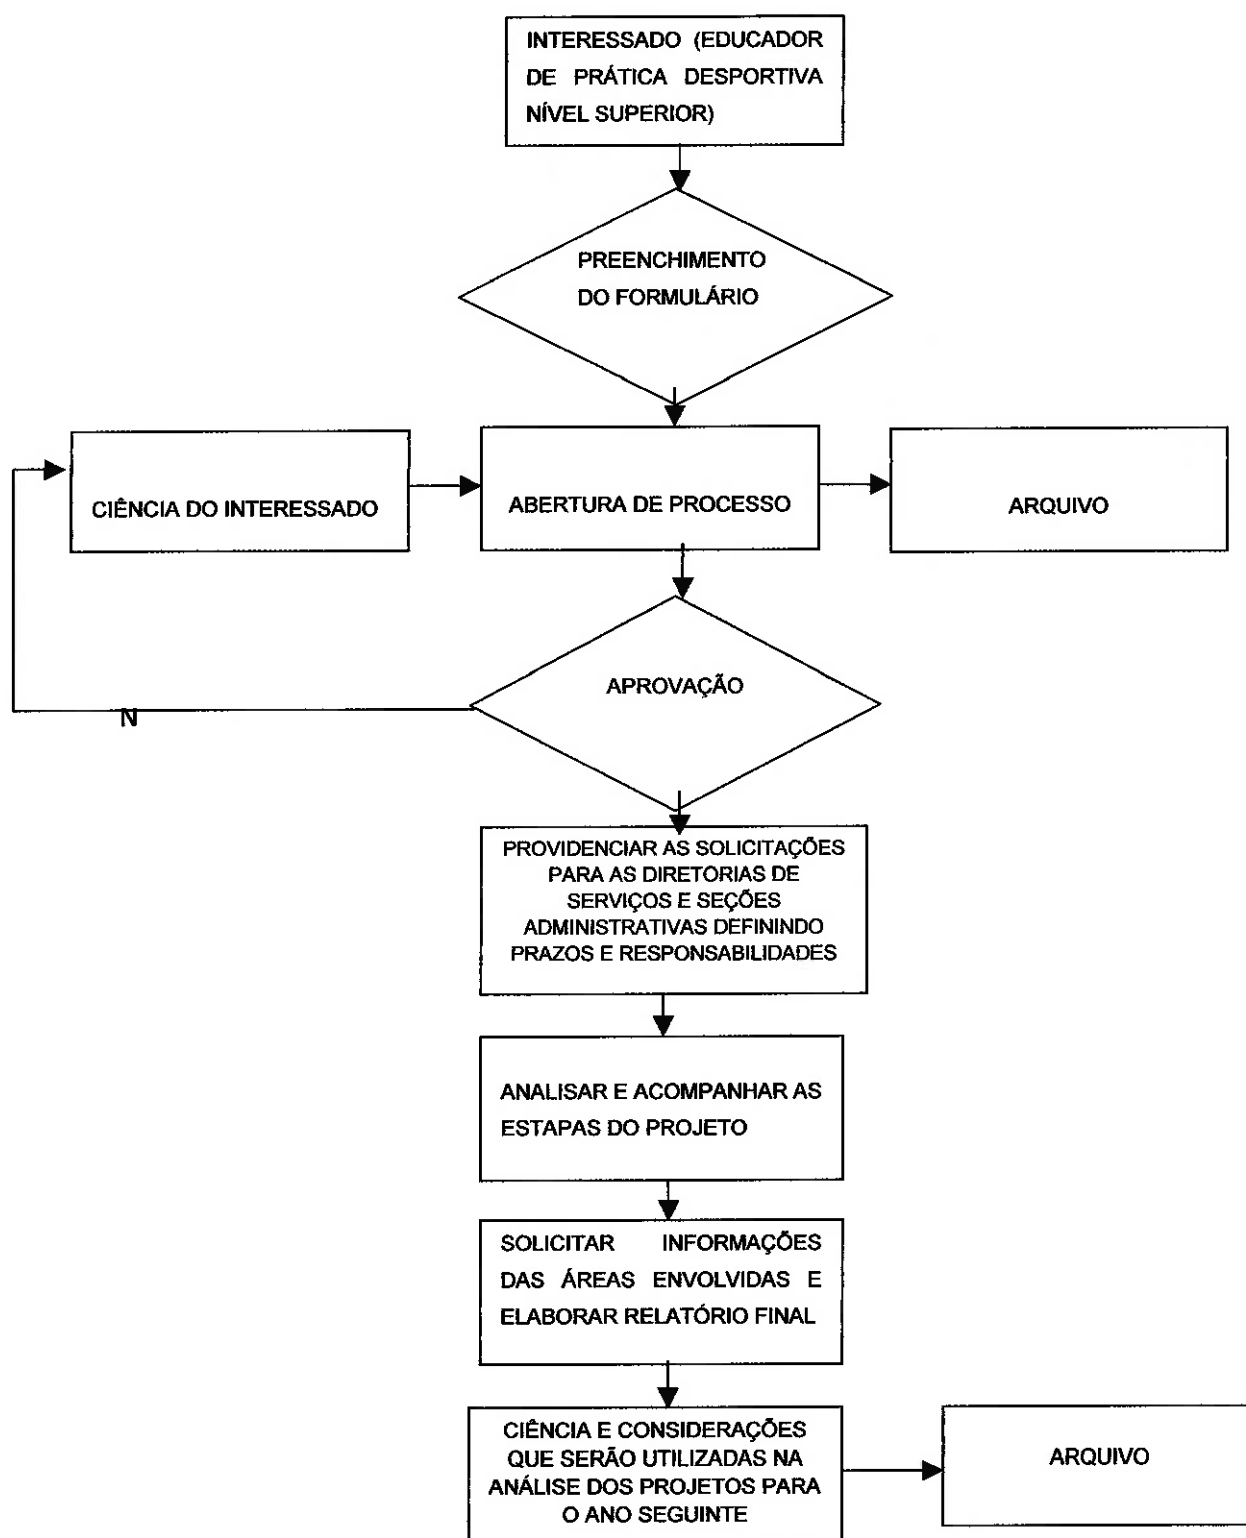 INTERESSADO (EDUCADOR
DE PRÁTICA DESPORTIVA
NÍVEL SUPERIOR)
PREENCHIMENTO
DO FORMULÁRIO
CIÊNCIA DO INTERESSADO
ABERTURA DE PROCESSO
ARQUIVO
APROVAÇÃO
N
PROVIDENCIAR AS SOLICITAÇÕES
PARA AS DIRETORIAS DE
SERVIÇOS E SEÇÕES
ADMINISTRATIVAS DEFININDO
PRAZOS E RESPONSABILIDADES
ANALISAR E ACOMPANHAR AS
ESTAPAS DO PROJETO
SOLICITAR INFORMAÇÕES
DAS ÁREAS ENVOLVIDAS E
ELABORAR RELATÓRIO FINAL
CIÊNCIA E CONSIDERAÇÕES
QUE SERÃO UTILIZADAS NA
ANÁLISE DOS PROJETOS PARA
O ANO SEGUINTE
ARQUIVO